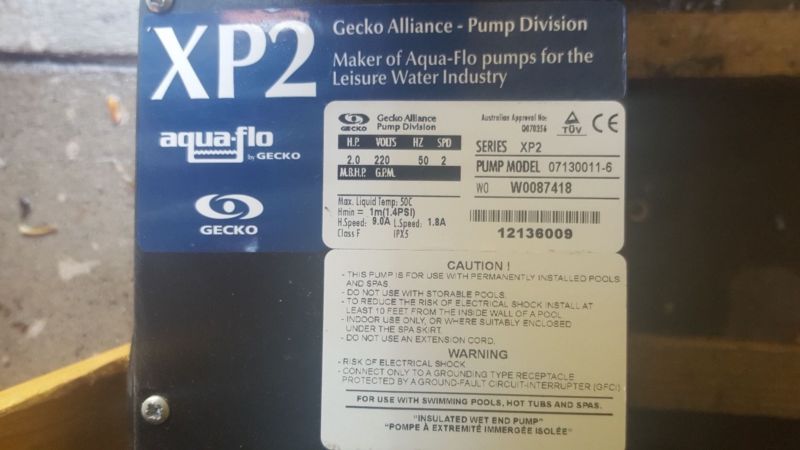 XP2
Gecko Alliance - Pump Division
Maker of Aqua-Flo pumps for the
Leisure Water Industry
aqua-flo
by GECKO
GECKO
GECKO
Gecko Alliance
Pump Division
H.P. VOLTS HZ SPD
2.0 220 50 2
M.B.H.P. G.P.M.
Max. Liquid Temp: 50C
Hmin = 1m(1.4PSI)
H.Speed: 9.0A L.Speed: 1.8A
Class F IPX5
Australian Approval No:
Q070256
TÜV
CE
SERIES XP2
PUMP MODEL 07130011-6
WO W0087418
12136009
CAUTION !
- THIS PUMP IS FOR USE WITH PERMANENTLY INSTALLED POOLS
AND SPAS.
- DO NOT USE WITH STORABLE POOLS.
- TO REDUCE THE RISK OF ELECTRICAL SHOCK INSTALL AT
LEAST 10 FEET FROM THE INSIDE WALL OF A POOL
- INDOOR USE ONLY, OR WHERE SUITABLY ENCLOSED
UNDER THE SPA SKIRT.
- DO NOT USE AN EXTENSION CORD.
WARNING
- RISK OF ELECTRICAL SHOCK
- CONNECT ONLY TO A GROUNDING TYPE RECEPTACLE
PROTECTED BY A GROUND-FAULT CIRCUIT-INTERRUPTER (GFCI)
FOR USE WITH SWIMMING POOLS, HOT TUBS AND SPAS.
"INSULATED WET END PUMP"
"POMPE À EXTREMITÉ IMMERGÉE ISOLÉE"